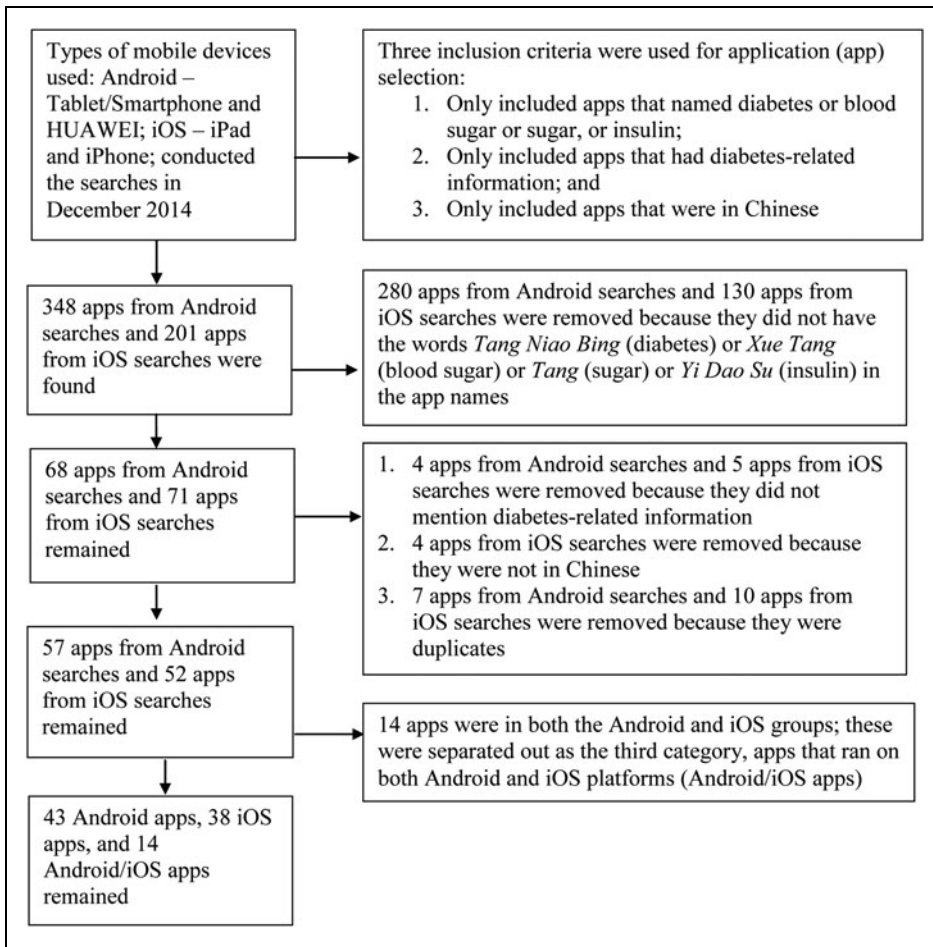 Types of mobile devices
used: Android –
Tablet/Smartphone and
HUAWEI; iOS – iPad
and iPhone; conducted
the searches in
December 2014
Three inclusion criteria were used for application (app)
selection:
1. Only included apps that named diabetes or blood
sugar or sugar, or insulin;
2. Only included apps that had diabetes-related
information; and
3. Only included apps that were in Chinese
348 apps from Android
searches and 201 apps
from iOS searches were
found
280 apps from Android searches and 130 apps from
iOS searches were removed because they did not have
the words Tang Niao Bing (diabetes) or Xue Tang
(blood sugar) or Tang (sugar) or Yi Dao Su (insulin) in
the app names
68 apps from Android
searches and 71 apps
from iOS searches
remained
1. 4 apps from Android searches and 5 apps from iOS
searches were removed because they did not
mention diabetes-related information
2. 4 apps from iOS searches were removed because
they were not in Chinese
3. 7 apps from Android searches and 10 apps from
iOS searches were removed because they were
duplicates
57 apps from Android
searches and 52 apps
from iOS searches
remained
14 apps were in both the Android and iOS groups; these
were separated out as the third category, apps that ran on
both Android and iOS platforms (Android/iOS apps)
43 Android apps, 38 iOS
apps, and 14
Android/iOS apps
remained